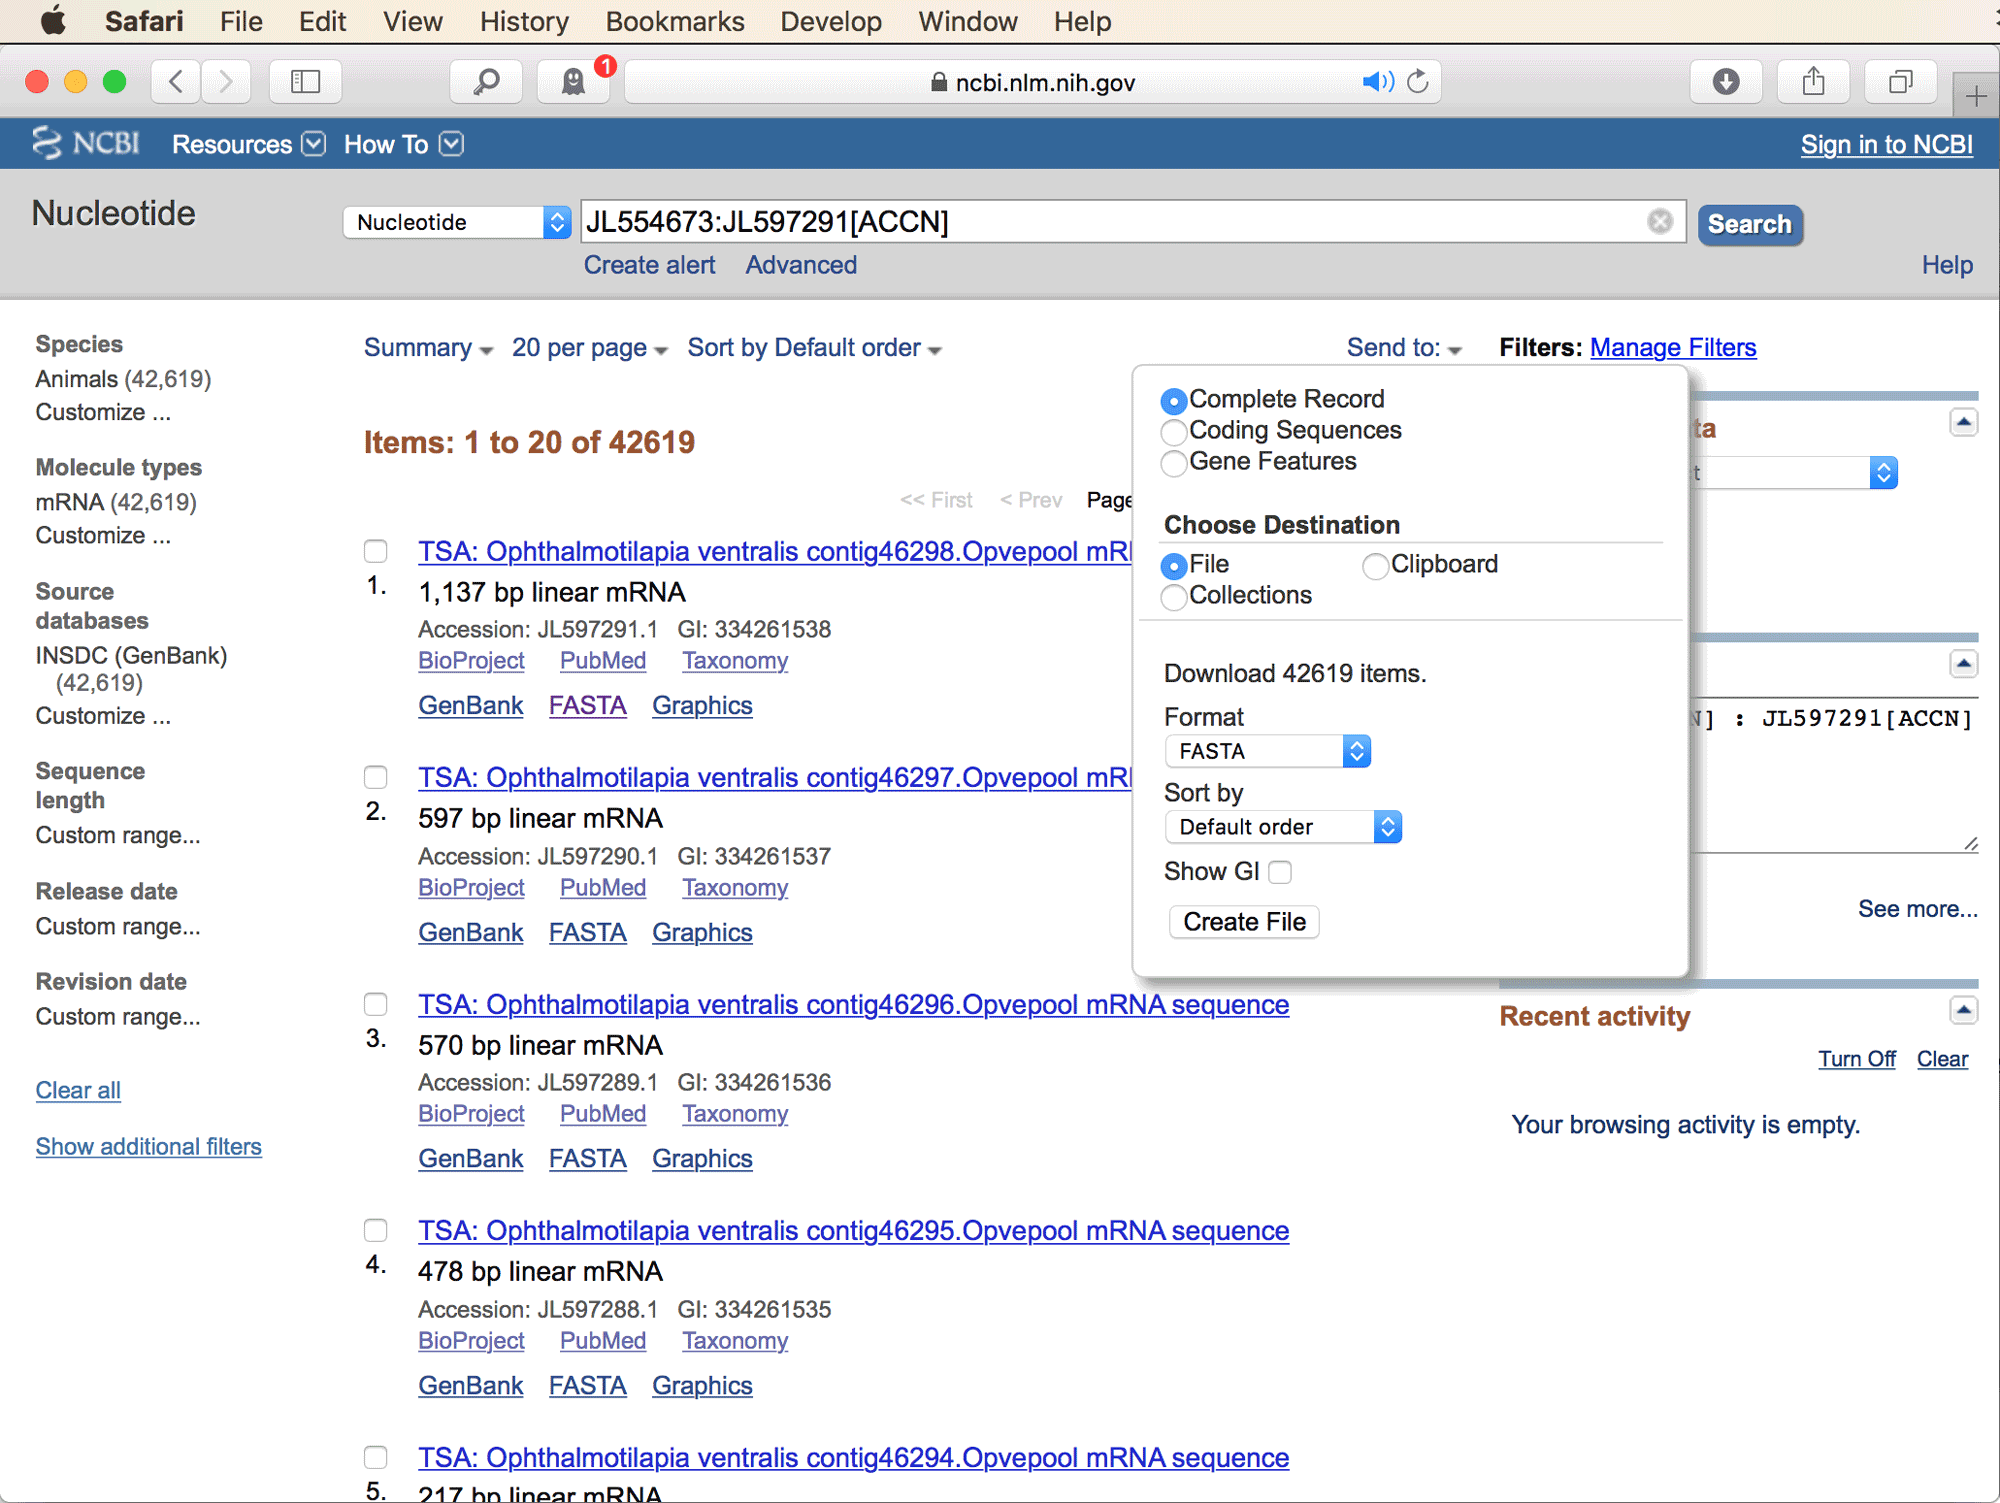 Safari File Edit View History Bookmarks Develop Window Help
1
ncbi.nlm.nih.gov
NCBI Resources How To Sign in to NCBI
Nucleotide
Nucleotide JL554673:JL597291[ACCN] Search
Create alert Advanced Help
Species
Animals (42,619)
Customize ...
Molecule types
mRNA (42,619)
Customize ...
Source
databases
INSDC (GenBank)
(42,619)
Customize ...
Sequence
length
Custom range...
Release date
Custom range...
Revision date
Custom range...
Clear all
Show additional filters
Summary 20 per page Sort by Default order Send to:
Items: 1 to 20 of 42619
<< First < Prev Page
TSA: Ophthalmotilapia ventralis contig46298.Opvepool
1. 1,137 bp linear mRNA
Accession: JL597291.1 GI: 334261538
BioProject PubMed Taxonomy
GenBank FASTA Graphics
TSA: Ophthalmotilapia ventralis contig46297.Opvepool
2. 597 bp linear mRNA
Accession: JL597290.1 GI: 334261537
BioProject PubMed Taxonomy
GenBank FASTA Graphics
TSA: Ophthalmotilapia ventralis contig46296.Opvepool mRNA sequence
3. 570 bp linear mRNA
Accession: JL597289.1 GI: 334261536
BioProject PubMed Taxonomy
GenBank FASTA Graphics
TSA: Ophthalmotilapia ventralis contig46295.Opvepool mRNA sequence
4. 478 bp linear mRNA
Accession: JL597288.1 GI: 334261535
BioProject PubMed Taxonomy
GenBank FASTA Graphics
TSA: Ophthalmotilapia ventralis contig46294.Opvepool mRNA sequence
5. 217 bp linear mRNA
Complete Record
Coding Sequences
Gene Features
Choose Destination
File Clipboard
Collections
Download 42619 items.
Format
FASTA
Sort by
Default order
Show GI
Create File
Filters: Manage Filters
: JL597291[ACCN]
See more...
Recent activity
Turn Off Clear
Your browsing activity is empty.